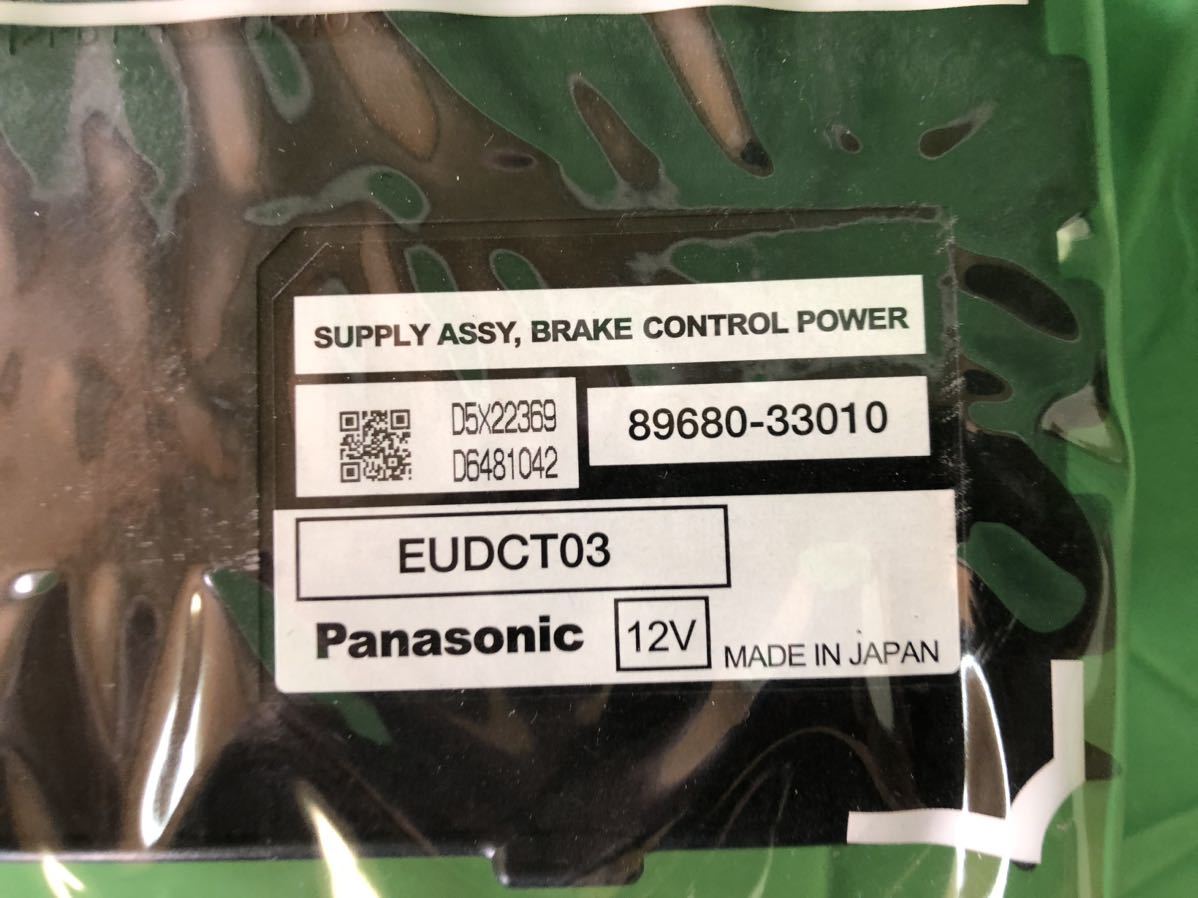 SUPPLY ASSY, BRAKE CONTROL POWER
D5X22369
D6481042
89680-33010
EUDCT03
Panasonic 12V MADE IN JAPAN